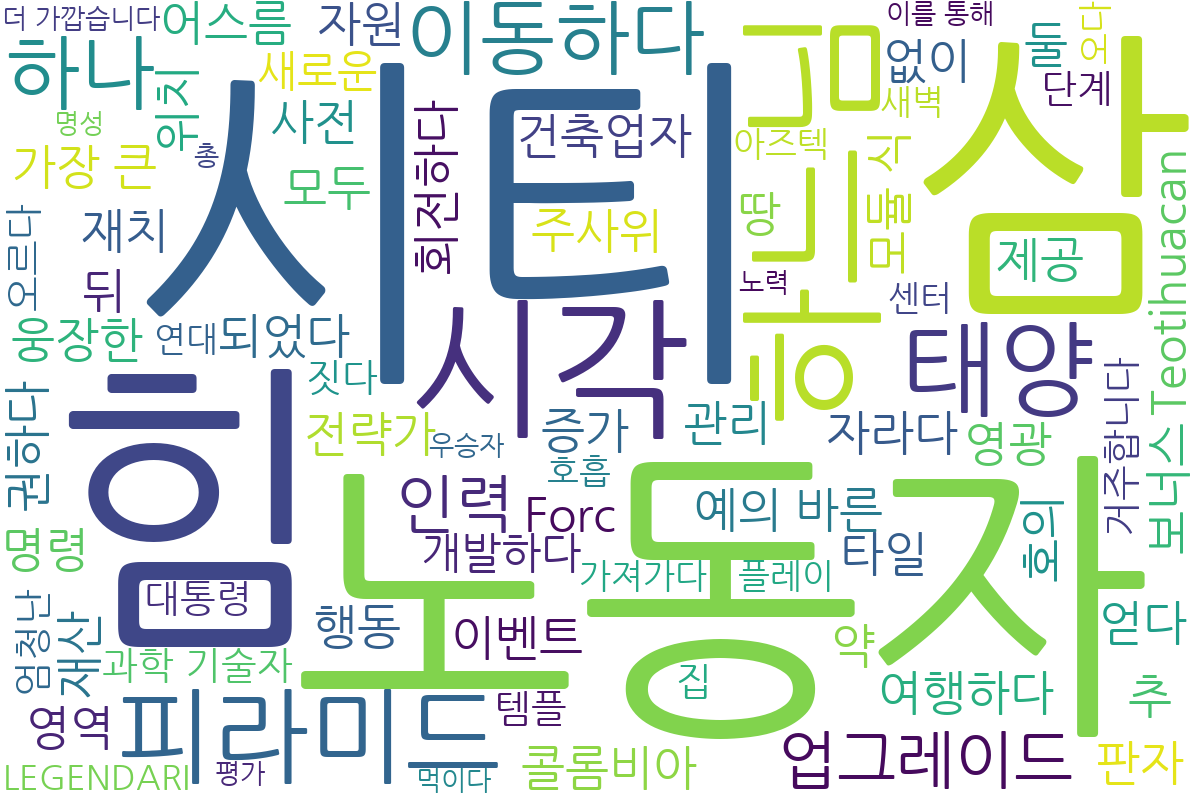 더 가깝습니다
어스름
자원
이동하다
이를 통해
오다
하나
새로운
넘
심
없이
둘
단계
명성
위치
사전
시티
회전하다
건축업자
새벽
아즈텍
가장 큰
총
모두
주사위
호니
모듈 식
땅
Teotihuacan
오르다
재치
뒤
제공
노력
센터
웅장한
연대
되었다
시각
태양
짓다
힘
권하다
전략가
우승자
증가
관리
자라다
영광
거주합니다
보너스
호흡
명령
인력
Forc
예의 바른
호의
노동자
개발하다
타일
대통령
가져가다
플레이
엄청난
재산
행동
이벤트
약
얻다
과학 기술자
집
여행하다
추
영역
피라미드
템플
콜롬비아
업그레이드
판자
LEGENDARI
평가
먹이다